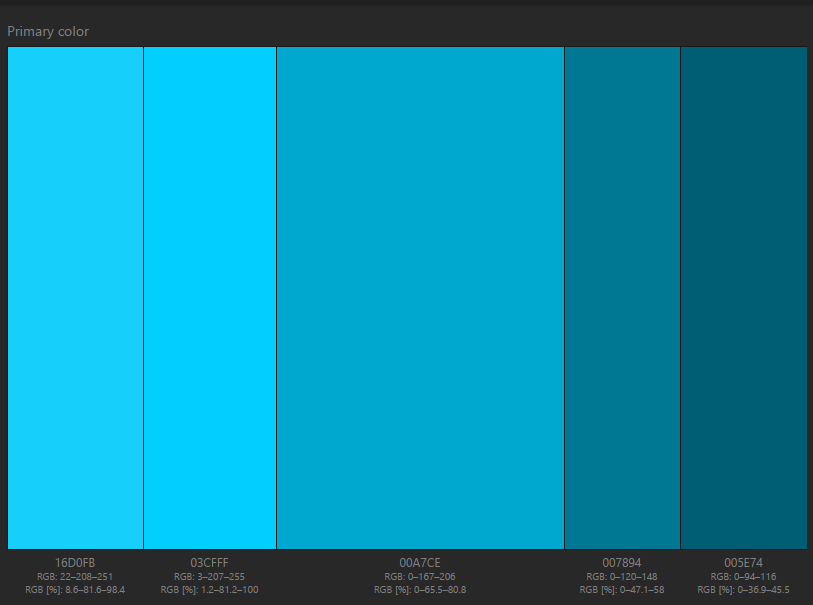 Primary color
16D0FB
RGB: 22–208–251
RGB [%]: 8.6–81.6–98.4
03CFFF
RGB: 3–207–255
RGB [%]: 1.2–81.2–100
00A7CE
RGB: 0–167–206
RGB [%]: 0–65.5–80.8
007894
RGB: 0–120–148
RGB [%]: 0–47.1–58
005E74
RGB: 0–94–116
RGB [%]: 0–36.9–45.5